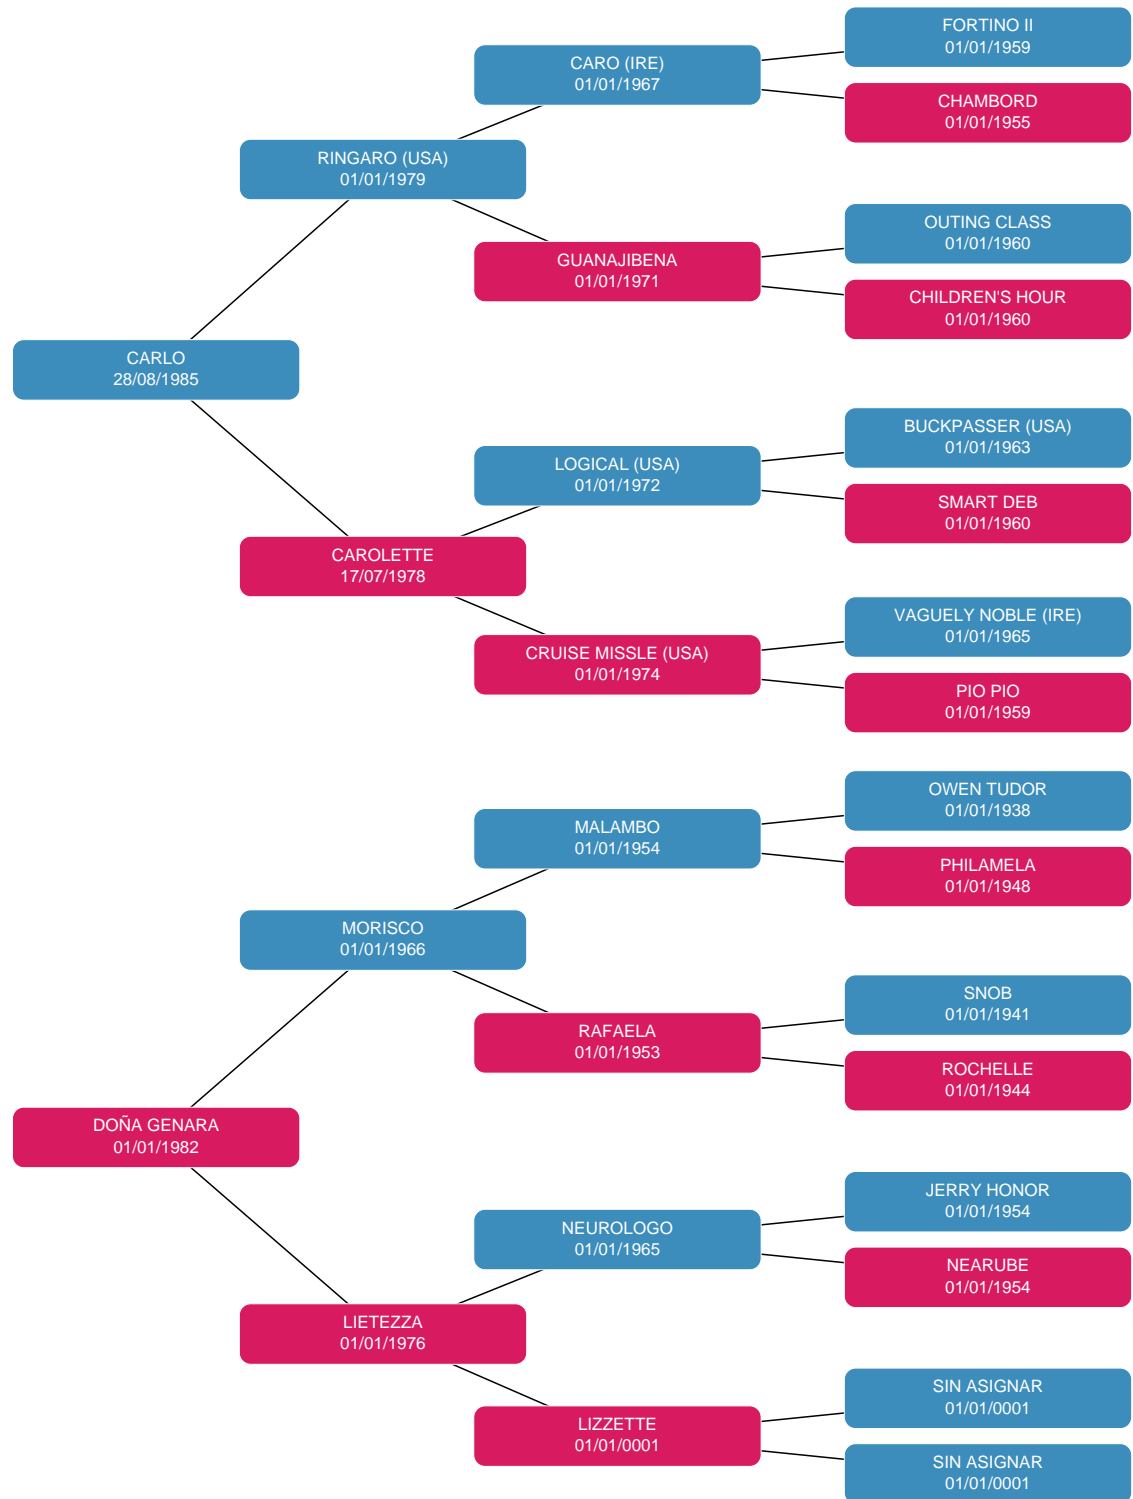 FORTINO II
01/01/1959
CARO (IRE)
01/01/1967
CHAMBORD
01/01/1955
RINGARO (USA)
01/01/1979
OUTING CLASS
01/01/1960
GUANAJIBENA
01/01/1971
CHILDREN'S HOUR
01/01/1960
CARLO
28/08/1985
BUCKPASSER (USA)
01/01/1963
LOGICAL (USA)
01/01/1972
SMART DEB
01/01/1960
CAROLETTE
17/07/1978
VAGUELY NOBLE (IRE)
01/01/1965
CRUISE MISSLE (USA)
01/01/1974
PIO PIO
01/01/1959
OWEN TUDOR
01/01/1938
MALAMBO
01/01/1954
PHILAMELA
01/01/1948
MORISCO
01/01/1966
SNOB
01/01/1941
RAFAELA
01/01/1953
ROCHELLE
01/01/1944
DOÑA GENARA
01/01/1982
JERRY HONOR
01/01/1954
NEUROLOGO
01/01/1965
NEARUBE
01/01/1954
LIETEZZA
01/01/1976
SIN ASIGNAR
01/01/0001
LIZZETTE
01/01/0001
SIN ASIGNAR
01/01/0001